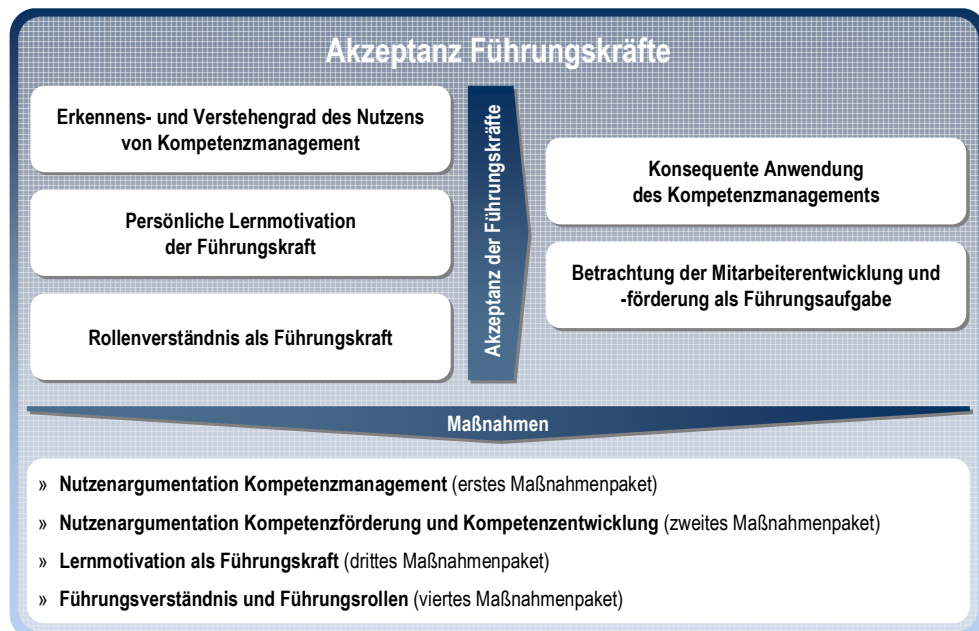 Akzeptanz Führungskräfte
Erkennens- und Verstehengrad des Nutzens
von Kompetenzmanagement
Persönliche Lernmotivation
der Führungskraft
Rollenverständnis als Führungskraft
Akzeptanz der Führungskräfte
Konsequente Anwendung
des Kompetenzmanagements
Betrachtung der Mitarbeiterentwicklung und
-förderung als Führungsaufgabe
Maßnahmen
» Nutzenargumentation Kompetenzmanagement (erstes Maßnahmenpaket)
» Nutzenargumentation Kompetenzförderung und Kompetenzentwicklung (zweites Maßnahmenpaket)
» Lernmotivation als Führungskraft (drittes Maßnahmenpaket)
» Führungsverständnis und Führungsrollen (viertes Maßnahmenpaket)